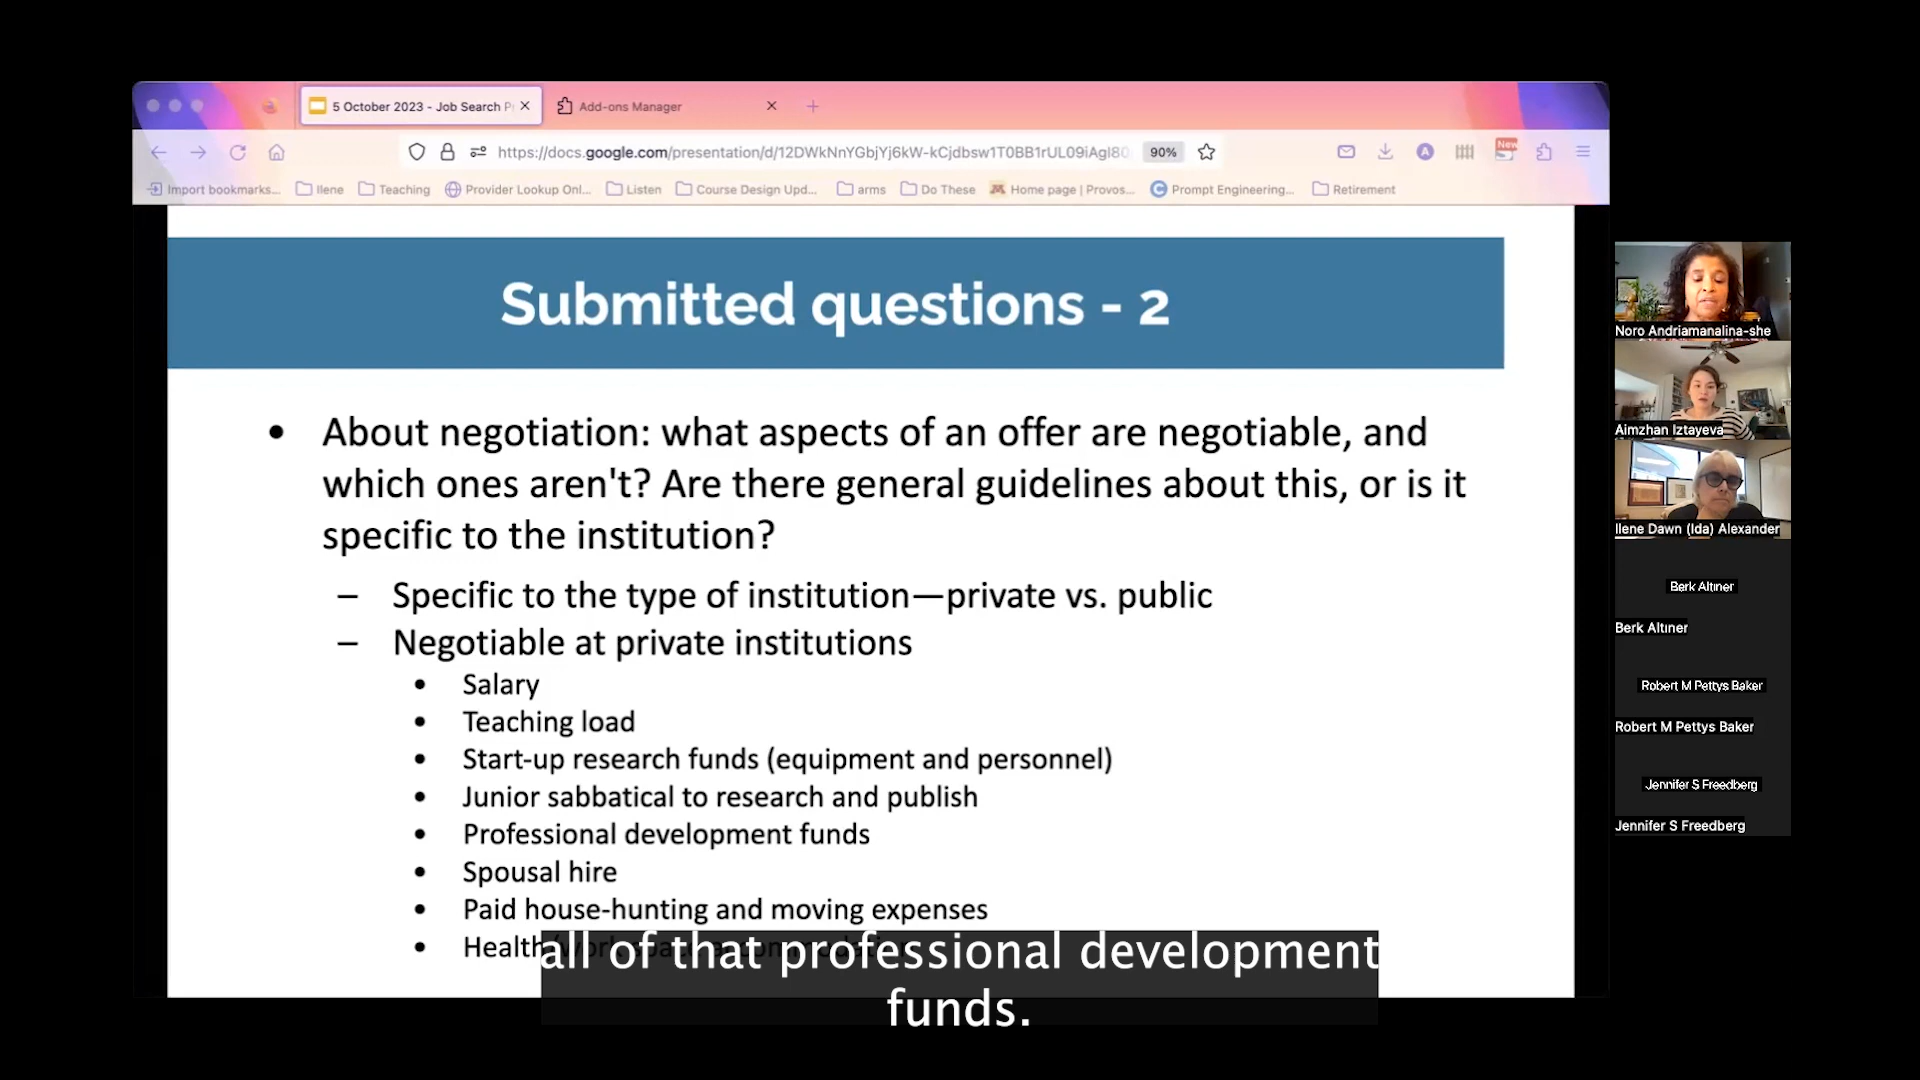 5 October 2023 - Job Search P
Add-ons Manager
https://docs.google.com/presentation/d/12DWkNnYGbjYj6kW-kCjdbsw1T0BB1rUL09iAgI80
90%
New
A
Import bookmarks...
Ilene
Teaching
Provider Lookup Onl...
Listen
Course Design Upd...
arms
Do These
Home page | Provos...
Prompt Engineering...
Retirement
Submitted questions - 2
• About negotiation: what aspects of an offer are negotiable, and
which ones aren't? Are there general guidelines about this, or is it
specific to the institution?
– Specific to the type of institution—private vs. public
– Negotiable at private institutions
• Salary
• Teaching load
• Start-up research funds (equipment and personnel)
• Junior sabbatical to research and publish
• Professional development funds
• Spousal hire
• Paid house-hunting and moving expenses
• Health
all of that professional development
funds.
Noro Andriamanalina-she
Aimzhan Iztayeva
Ilene Dawn (Ida) Alexander
Berk Altıner
Berk Altıner
Robert M Pettys Baker
Robert M Pettys Baker
Jennifer S Freedberg
Jennifer S Freedberg